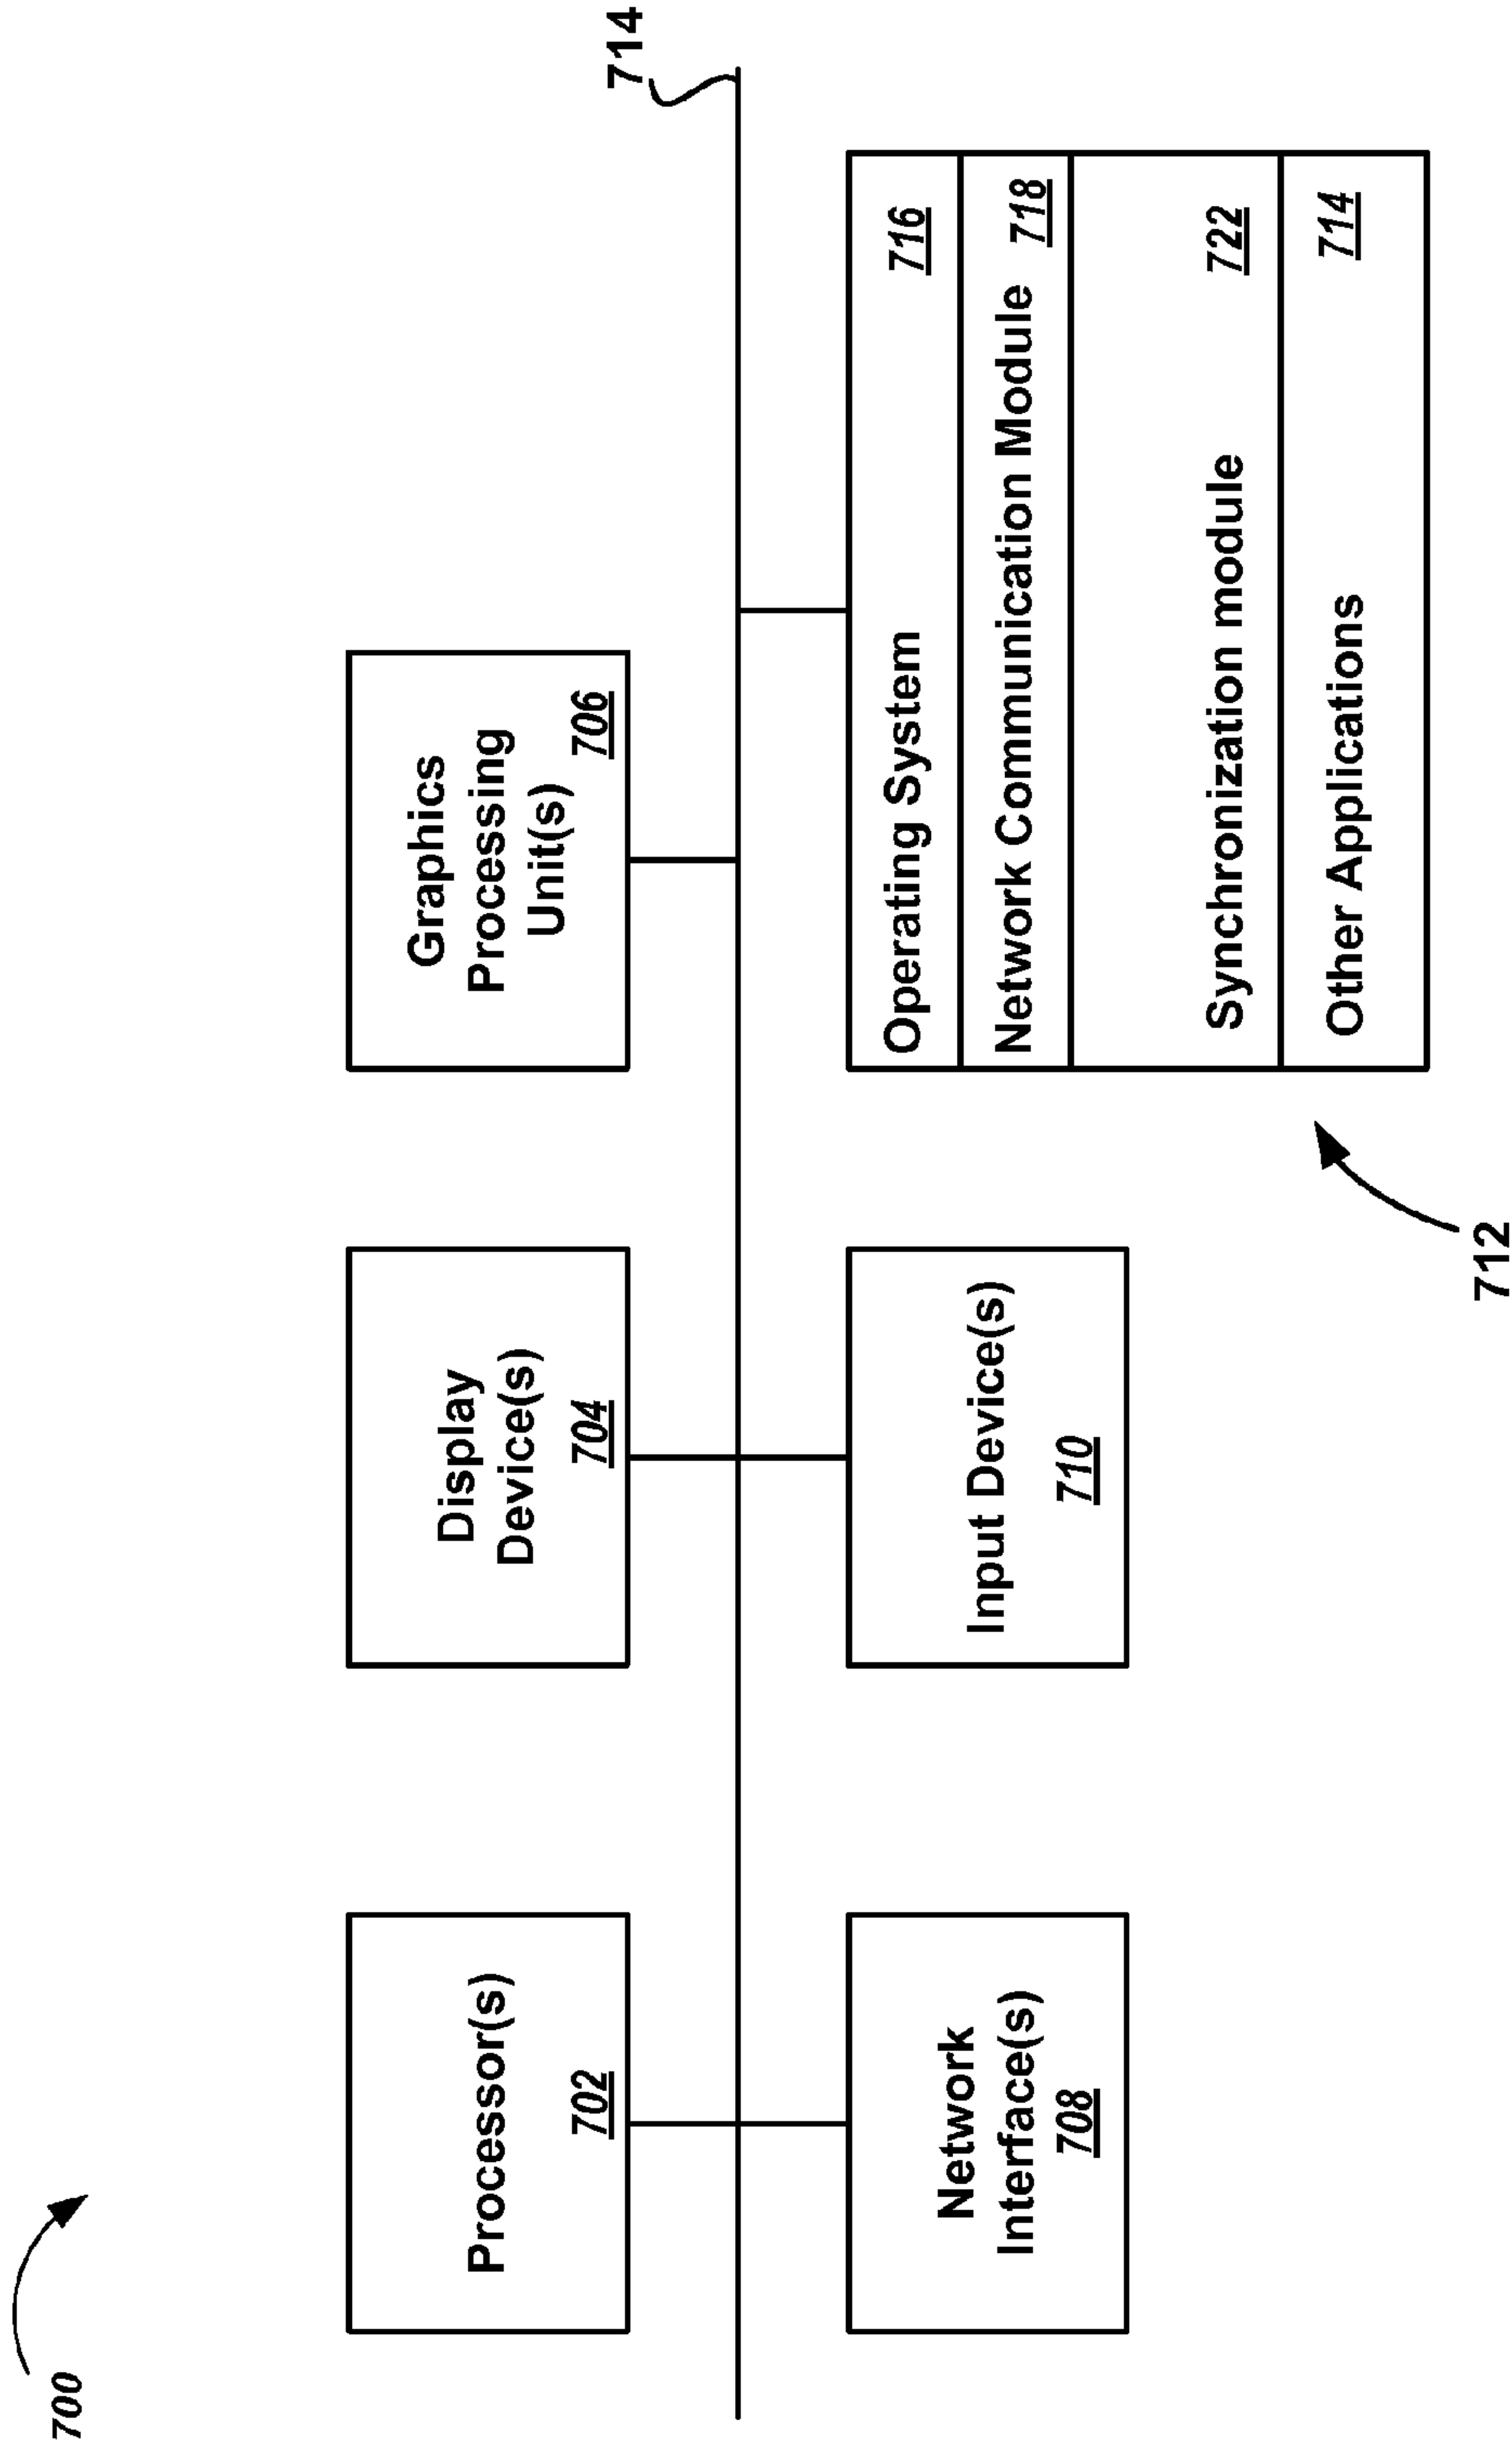 700
Processor(s)
702
Display
Device(s)
704
Graphics
Processing
Unit(s)
706
714
Network
Interface(s)
708
Input Device(s)
710
Operating System 716
Network Communication Module 718
Synchronization module 722
Other Applications 714
712